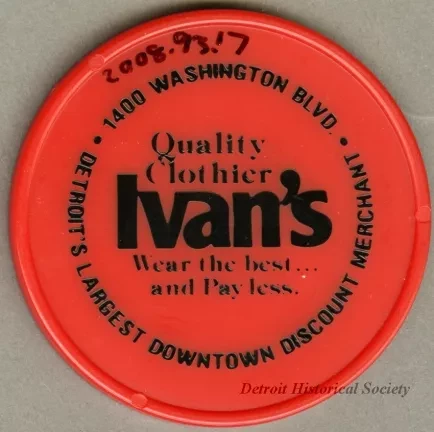 2008.93.17
• 1400 WASHINGTON BLVD. •
Quality
Clothier
Ivan's
Wear the best...
and Pay less.
DETROIT'S LARGEST DOWNTOWN DISCOUNT MERCHANT
Detroit Historical Society